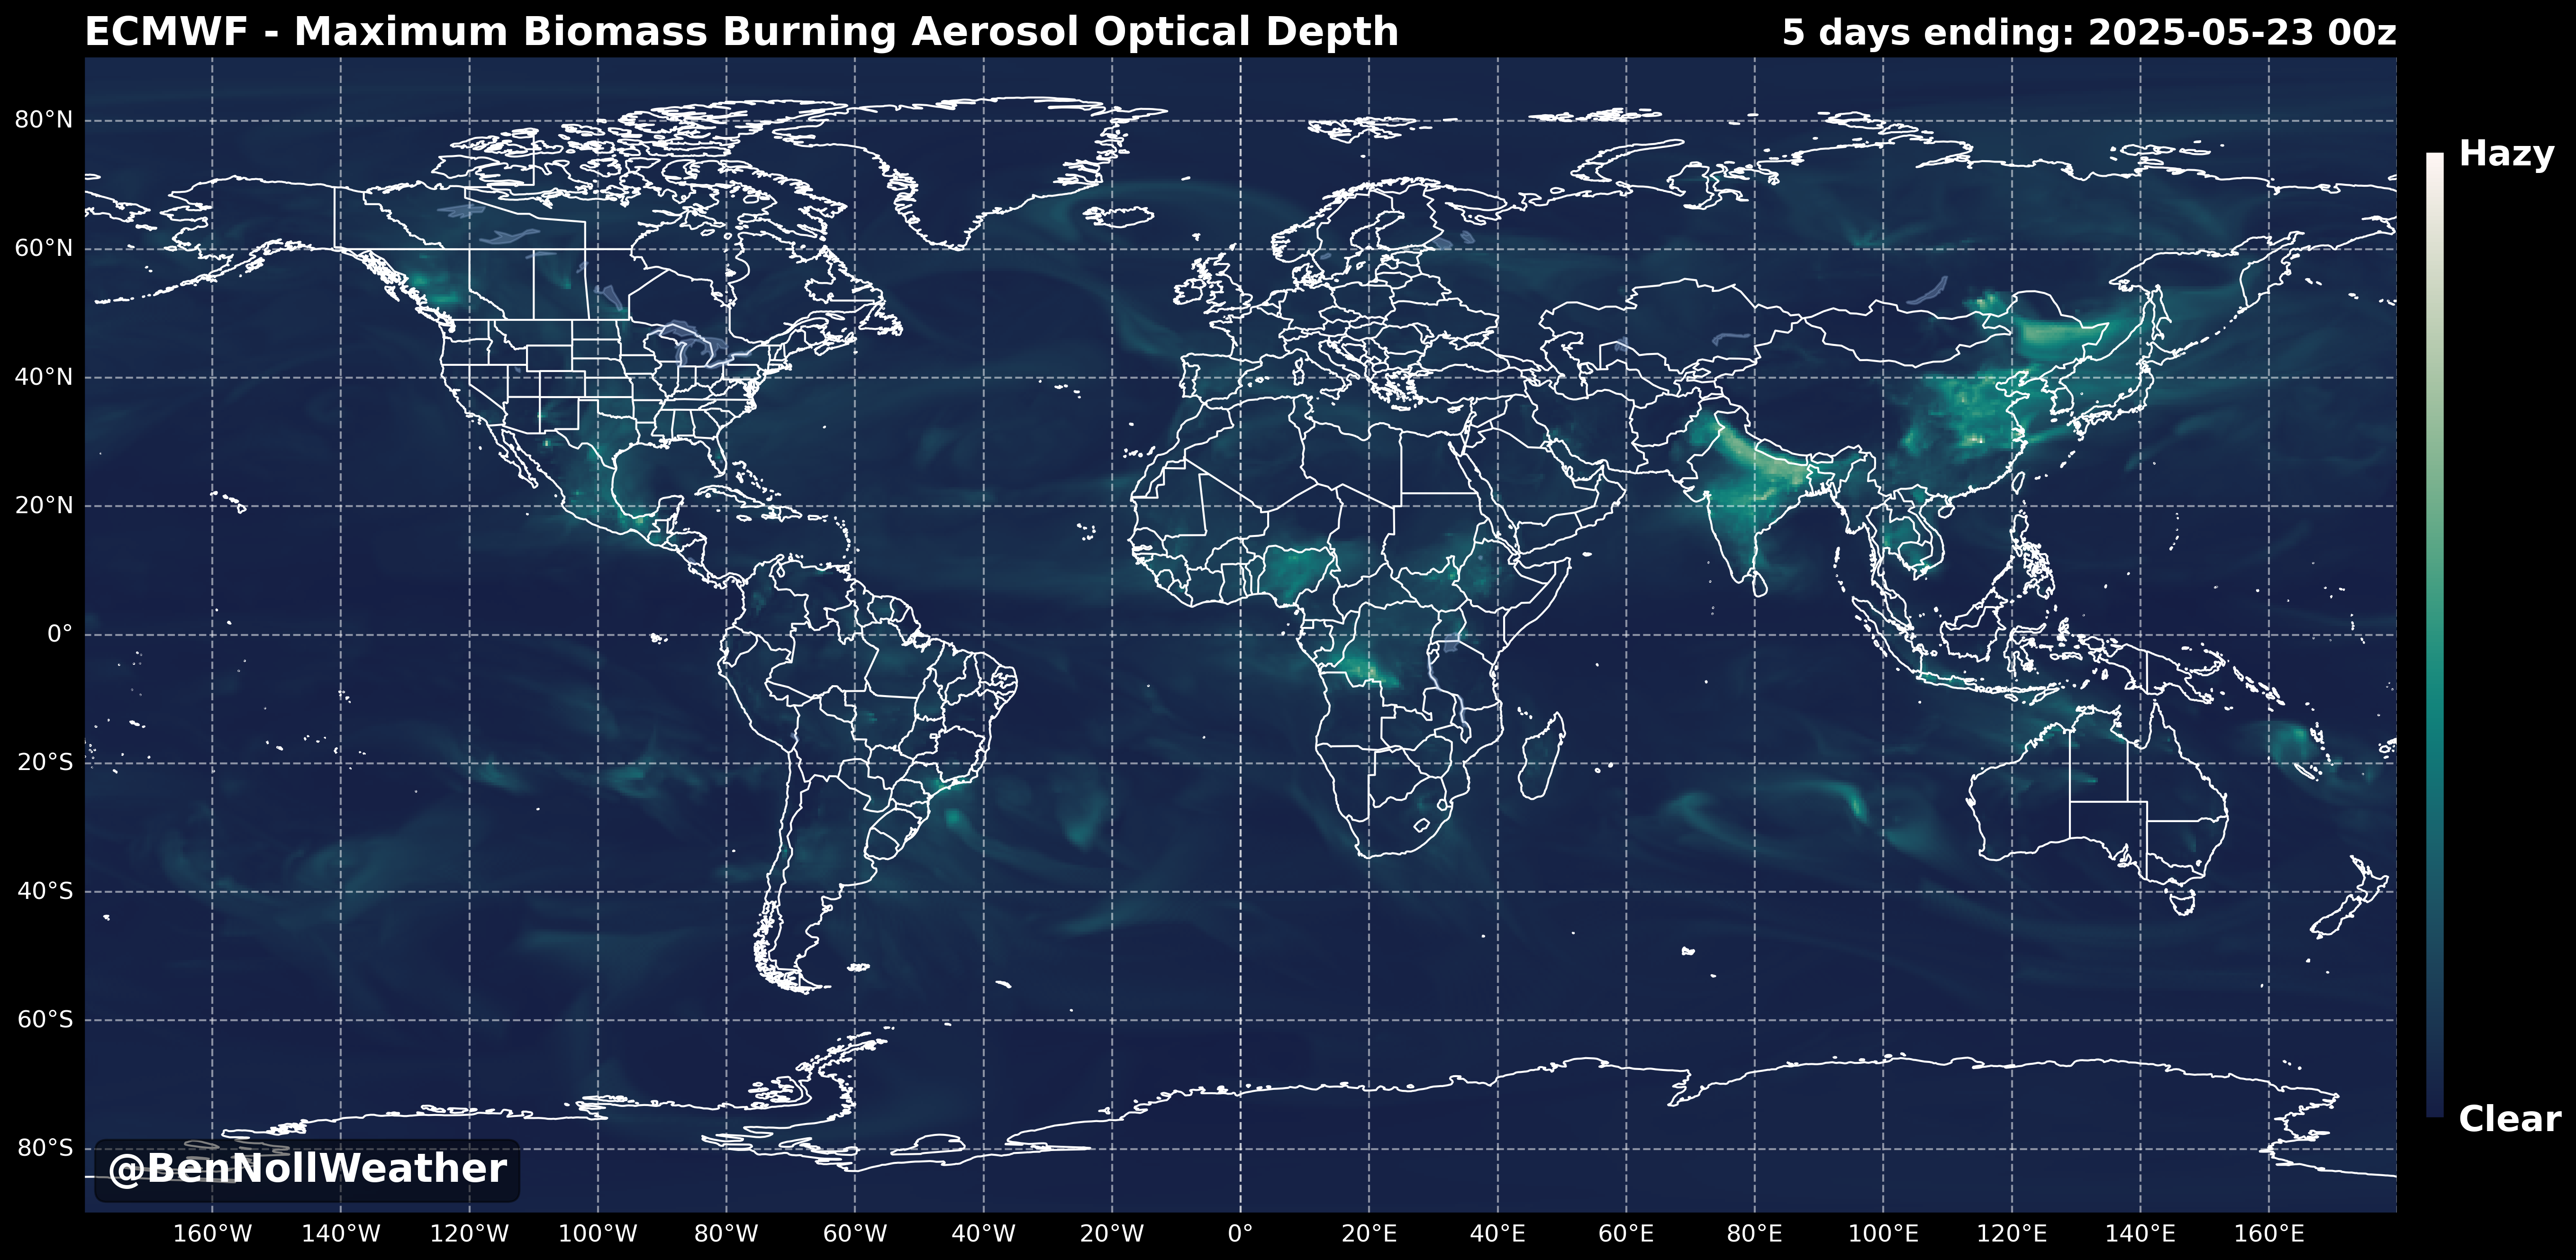 ECMWF - Maximum Biomass Burning Aerosol Optical Depth
5 days ending: 2025-05-23 00z
80°N
60°N
40°N
20°N
0°
20°S
40°S
60°S
80°S
Hazy
Clear
@BenNollWeather
160°W 140°W 120°W 100°W 80°W 60°W 40°W 20°W 0° 20°E 40°E 60°E 80°E 100°E 120°E 140°E 160°E